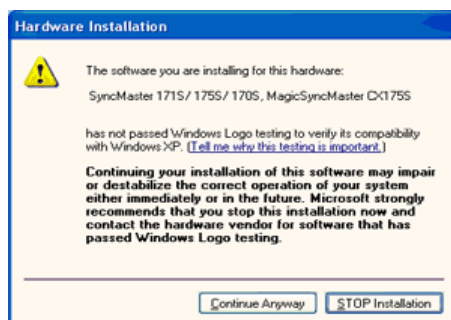 Hardware Installation
The software you are installing for this hardware:
SyncMaster 171S/ 175S/ 170S, MagicSyncMaster CX175S
has not passed Windows Logo testing to verify its compatibility
with Windows XP. (Tell me why this testing is important.)
Continuing your installation of this software may impair
or destabilize the correct operation of your system
either immediately or in the future. Microsoft strongly
recommends that you stop this installation now and
contact the hardware vendor for software that has
passed Windows Logo testing.
Continue Anyway
STOP Installation